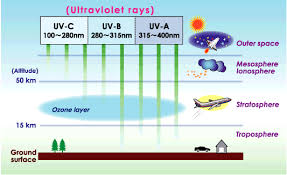 (Ultraviolet rays)
UV-C
100～280nm
UV-B
280～315nm
UV-A
315～400nm
Outer space
(Altitude)
Mesosphere
Ionosphere
50 km
Ozone layer
Stratosphere
15 km
Troposphere
Ground
surface